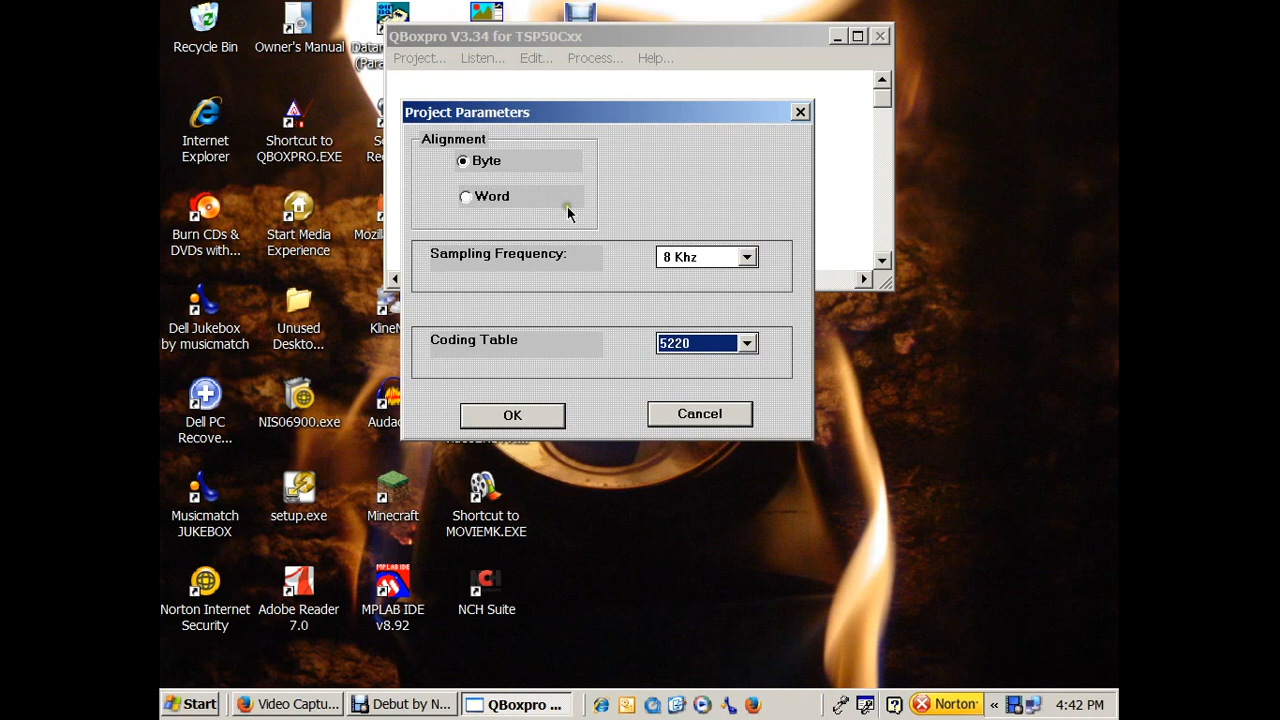 Recycle Bin
Owner's Manual
QBoxpro V3.34 for TSP50Cxx
Project...
Listen...
Edit...
Process...
Help...
Project Parameters
Alignment
Byte
Word
Sampling Frequency:
8 Khz
Coding Table
5220
OK
Cancel
Internet
Explorer
Shortcut to
QBOXPRO.EXE
Burn CDs &
DVDs with...
Start Media
Experience
Dell Jukebox
by musicmatch
Unused
Deskto...
Dell PC
Recove...
NIS06900.exe
Musicmatch
JUKEBOX
setup.exe
Minecraft
Shortcut to
MOVIEMK.EXE
Norton Internet
Security
Adobe Reader
7.0
MPLAB IDE
MPLAB IDE
v8.92
NCH Suite
Start
Video Captu...
Debut by N...
QBoxpro ...
Norton
«
4:42 PM